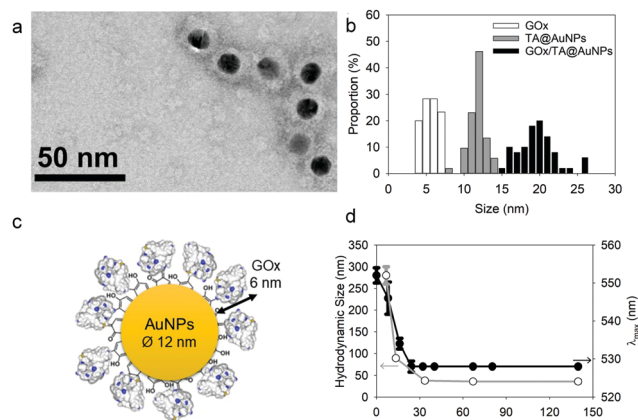 a
50 nm
b
GOx
TA@AuNPs
GOx/TA@AuNPs
Proportion (%)
60
50
40
30
20
10
0
5 10 15 20 25 30
Size (nm)
c
GOx
6 nm
AuNPs
Ø 12 nm
HO
OH
O
d
Hydrodynamic Size (nm)
350
300
250
200
150
100
50
0
0 30 60 90 120 150
560
550
540
530
520
λmax (nm)